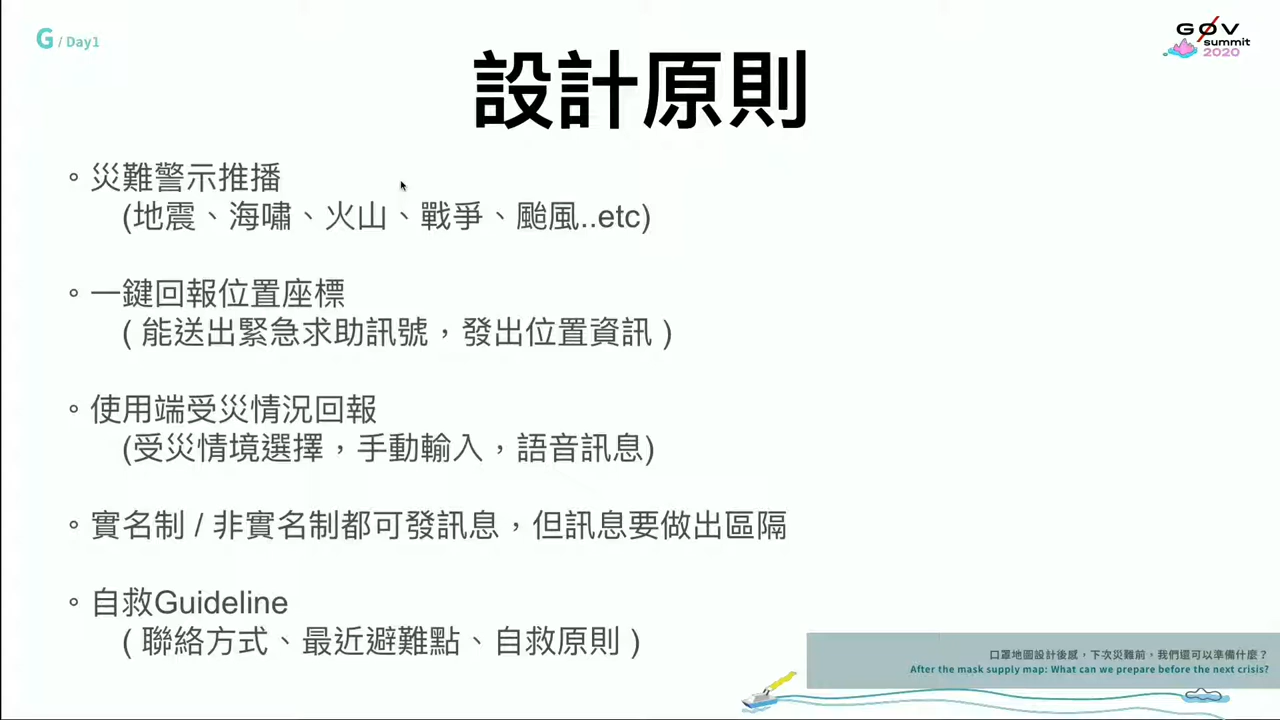 G / Day1
GØV
summit
2020
設計原則
。災難警示推播
(地震、海嘯、火山、戰爭、颱風..etc)
。一鍵回報位置座標
( 能送出緊急求助訊號，發出位置資訊 )
。使用端受災情況回報
(受災情境選擇，手動輸入，語音訊息)
。實名制 / 非實名制都可發訊息，但訊息要做出區隔
。自救Guideline
( 聯絡方式、最近避難點、自救原則 )
口罩地圖設計後感，下次災難前，我們還可以準備什麼？
After the mask supply map: What can we prepare before the next crisis?